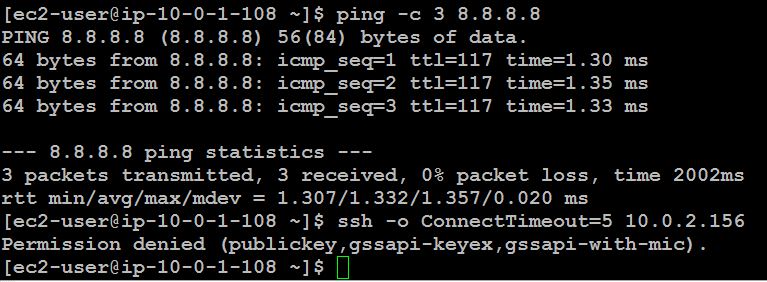 [ec2-user@ip-10-0-1-108 ~]$ ping -c 3 8.8.8.8
PING 8.8.8.8 (8.8.8.8) 56(84) bytes of data.
64 bytes from 8.8.8.8: icmp_seq=1 ttl=117 time=1.30 ms
64 bytes from 8.8.8.8: icmp_seq=2 ttl=117 time=1.35 ms
64 bytes from 8.8.8.8: icmp_seq=3 ttl=117 time=1.33 ms
--- 8.8.8.8 ping statistics ---
3 packets transmitted, 3 received, 0% packet loss, time 2002ms
rtt min/avg/max/mdev = 1.307/1.332/1.357/0.020 ms
[ec2-user@ip-10-0-1-108 ~]$ ssh -o ConnectTimeout=5 10.0.2.156
Permission denied (publickey,gssapi-keyex,gssapi-with-mic).
[ec2-user@ip-10-0-1-108 ~]$